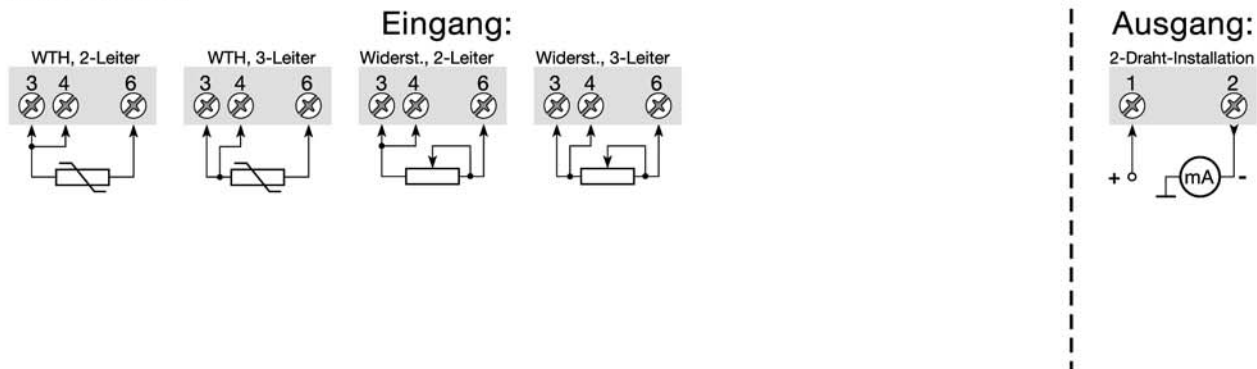 Eingang:
Ausgang:
WTH, 2-Leiter
WTH, 3-Leiter
Widerst., 2-Leiter
Widerst., 3-Leiter
2-Draht-Installation
3 4 6
3 4 6
3 4 6
3 4 6
1 2
+ mA -